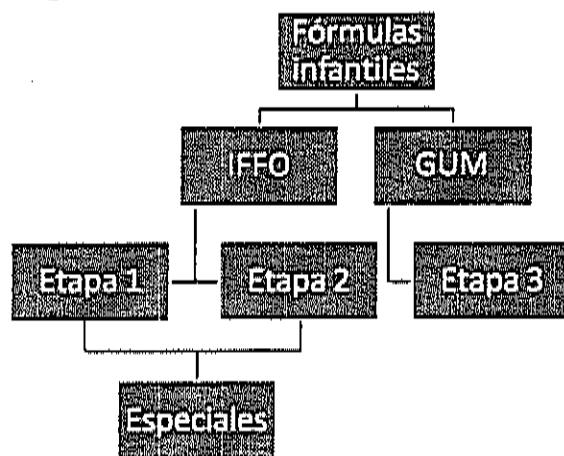 Fórmulas
infantiles
IFFO
GUM
Etapa 1
Etapa 2
Etapa 3
Especiales